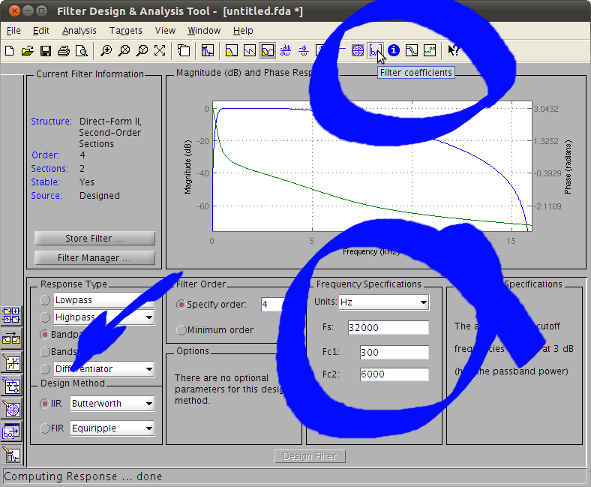 Filter Design & Analysis Tool - [untitled.fda *]
File Edit Analysis Targets View Window Help
Filter coefficients
Current Filter Information
Structure: Direct-Form II, Second-Order Sections
Order: 4
Sections: 2
Stable: Yes
Source: Designed
Store Filter ...
Filter Manager ...
Magnitude (dB) and Phase Resp
Magnitude (dB)
0
-20
-40
-60
0
5
15
Frequency (kHz)
3.0432
1.3252
-0.3929
-2.1109
Phase (radians)
Response Type
Lowpass
Highpass
Bandpa
Bands
Differentiator
Design Method
IIR Butterworth
FIR Equiripple
Filter Order
Specify order: 4
Minimum order
Options
There are no optional
parameters for this design
method.
Frequency Specifications
Units: Hz
Fs: 32000
Fc1: 300
Fc2: 6000
The a cutoff
frequencies at 3 dB
the passband power)
Design Filter
Computing Response ... done